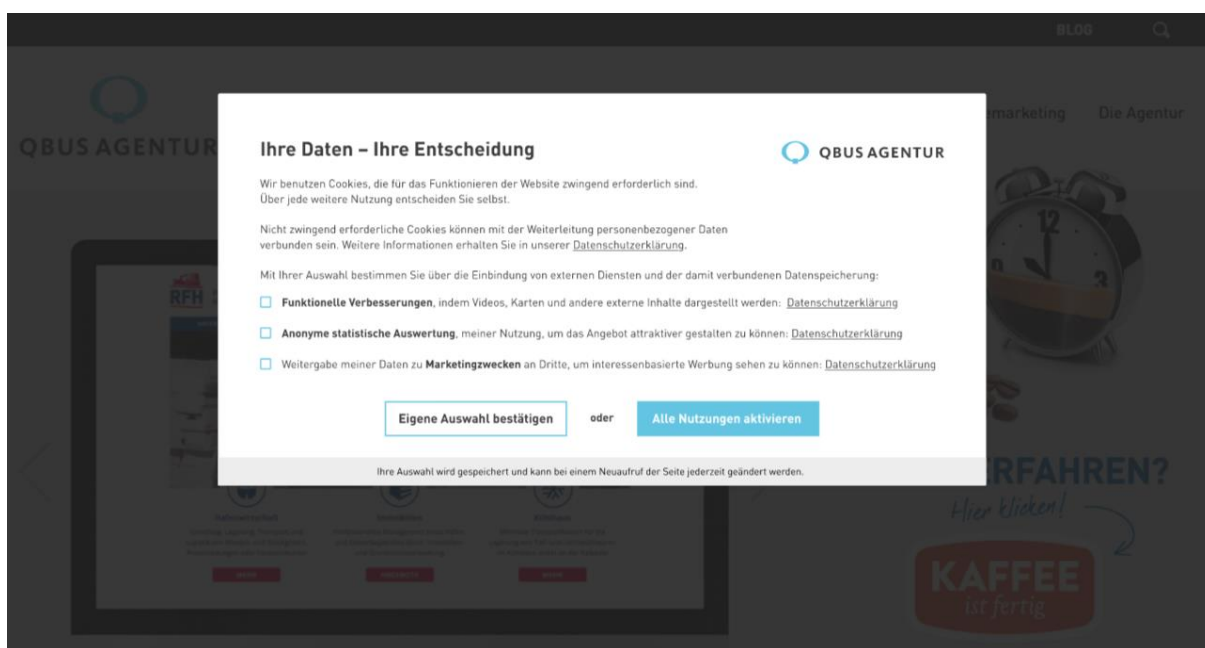 BLOG
QBUS AGENTUR
Die Agentur
Ihre Daten – Ihre Entscheidung
QBUS AGENTUR
Wir benutzen Cookies, die für das Funktionieren der Website zwingend erforderlich sind.
Über jede weitere Nutzung entscheiden Sie selbst.
Nicht zwingend erforderliche Cookies können mit der Weiterleitung personenbezogener Daten
verbunden sein. Weitere Informationen erhalten Sie in unserer Datenschutzerklärung.
Mit Ihrer Auswahl bestimmen Sie über die Einbindung von externen Diensten und der damit verbundenen Datenspeicherung:
Funktionelle Verbesserungen, indem Videos, Karten und andere externe Inhalte dargestellt werden: Datenschutzerklärung
Anonyme statistische Auswertung, meiner Nutzung, um das Angebot attraktiver gestalten zu können: Datenschutzerklärung
Weitergabe meiner Daten zu Marketingzwecken an Dritte, um interessenbasierte Werbung sehen zu können: Datenschutzerklärung
Eigene Auswahl bestätigen oder Alle Nutzungen aktivieren
Ihre Auswahl wird gespeichert und kann bei einem Neuaufruf der Seite jederzeit geändert werden.
12
3
RFH
ERFAHREN?
Hier klicken!
KAFFEE
ist fertig